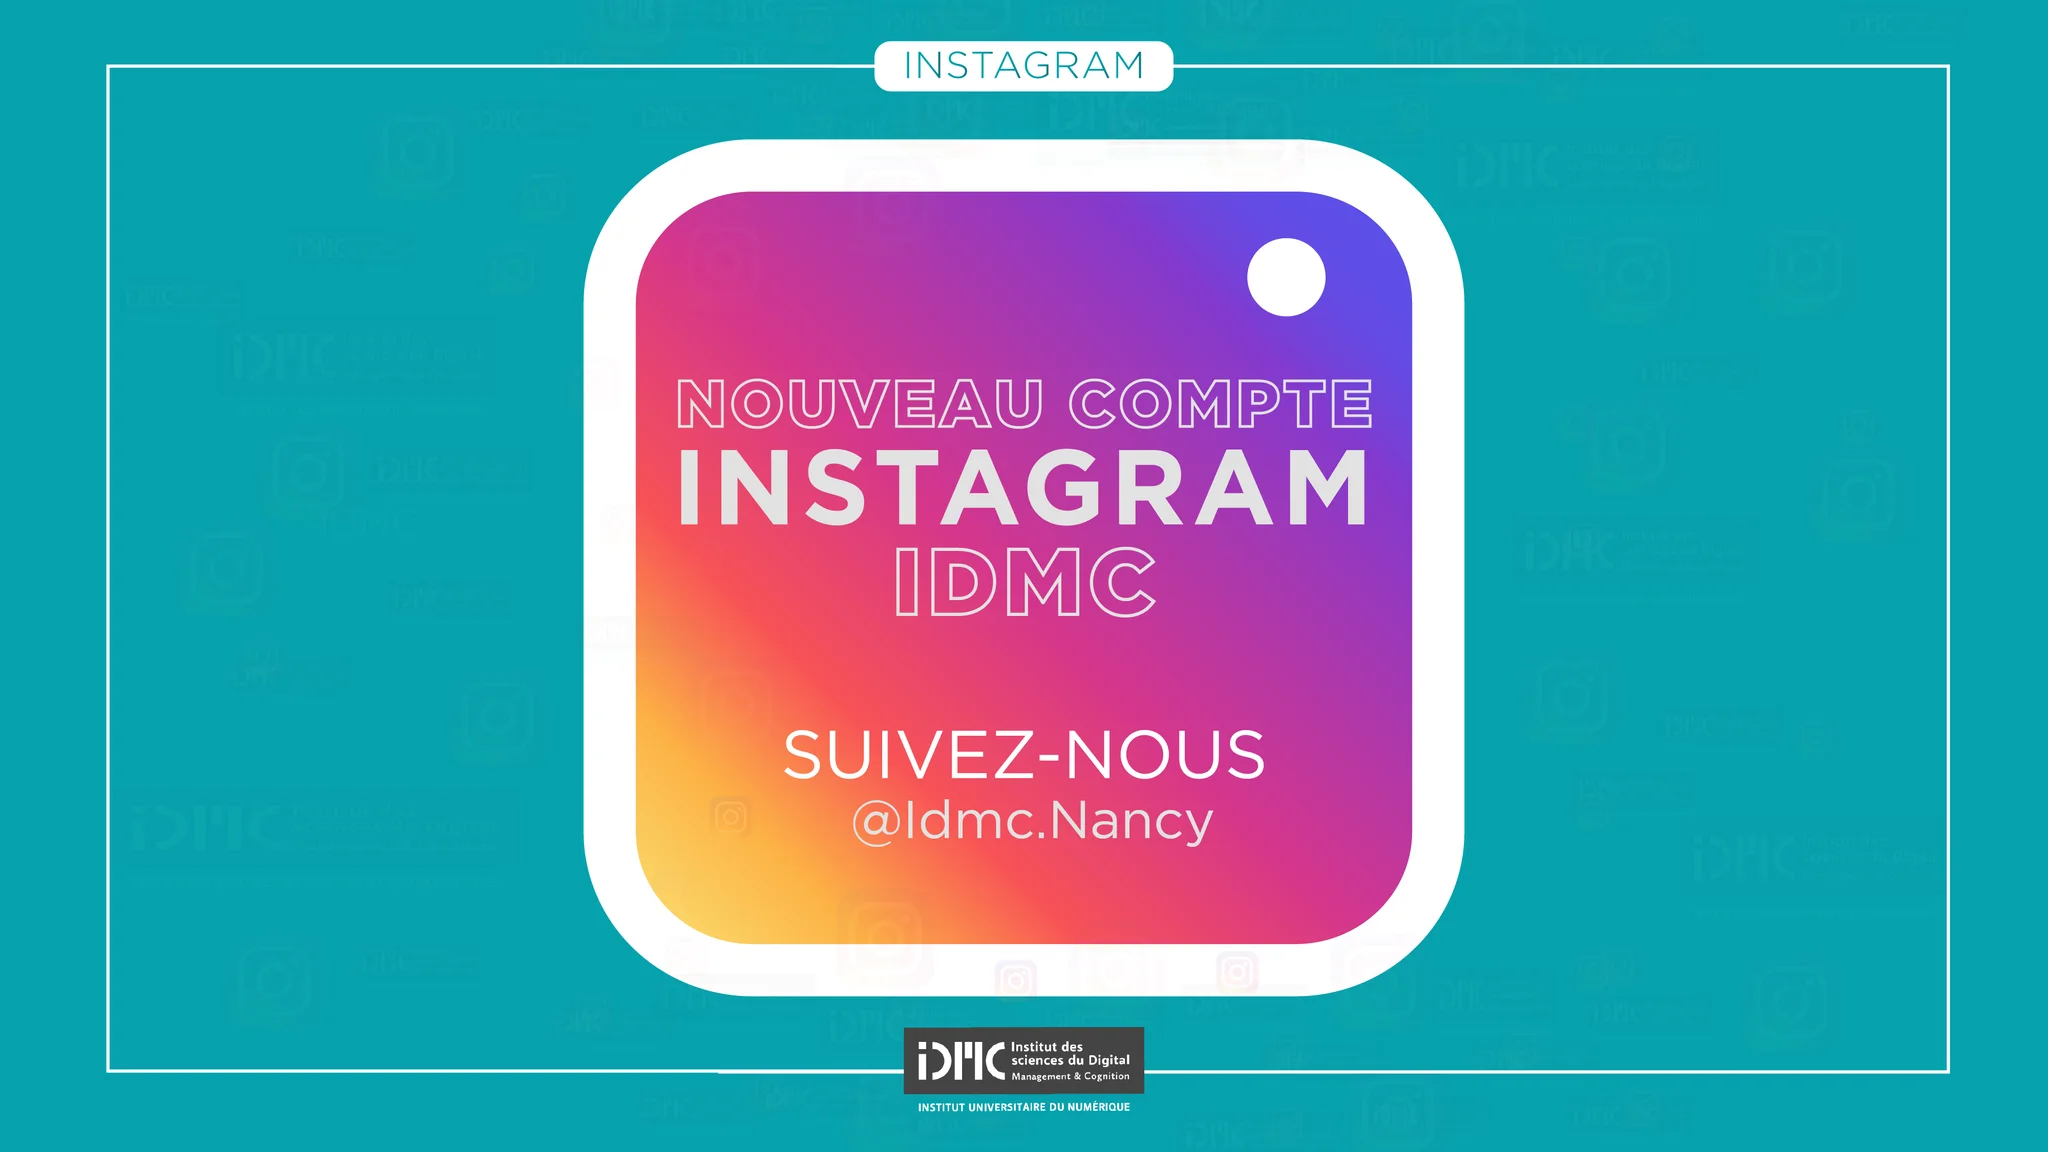 INSTAGRAM
NOUVEAU COMPTE
INSTAGRAM
IDMC
SUIVEZ-NOUS
@Idmc.Nancy
iDMC
Institut des
sciences du Digital
Management & Cognition
INSTITUT UNIVERSITAIRE DU NUMÉRIQUE